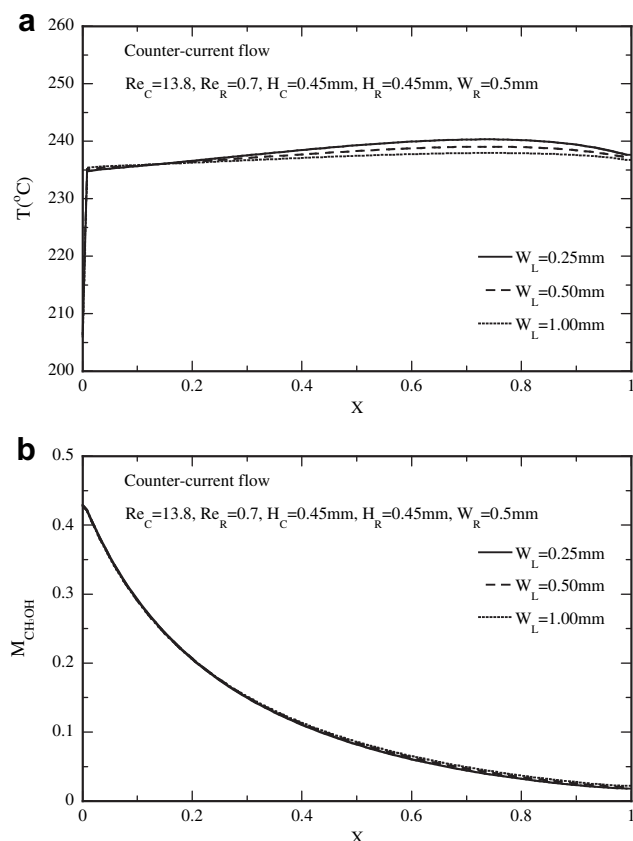 a
260
250
240
230
220
210
200
T(°C)
Counter-current flow
Re_C=13.8, Re_R=0.7, H_C=0.45mm, H_R=0.45mm, W_R=0.5mm
W_L=0.25mm
W_L=0.50mm
W_L=1.00mm
0 0.2 0.4 0.6 0.8 1
X
b
0.5
0.4
0.3
0.2
0.1
0
M_CH3OH
Counter-current flow
Re_C=13.8, Re_R=0.7, H_C=0.45mm, H_R=0.45mm, W_R=0.5mm
W_L=0.25mm
W_L=0.50mm
W_L=1.00mm
0 0.2 0.4 0.6 0.8 1
X